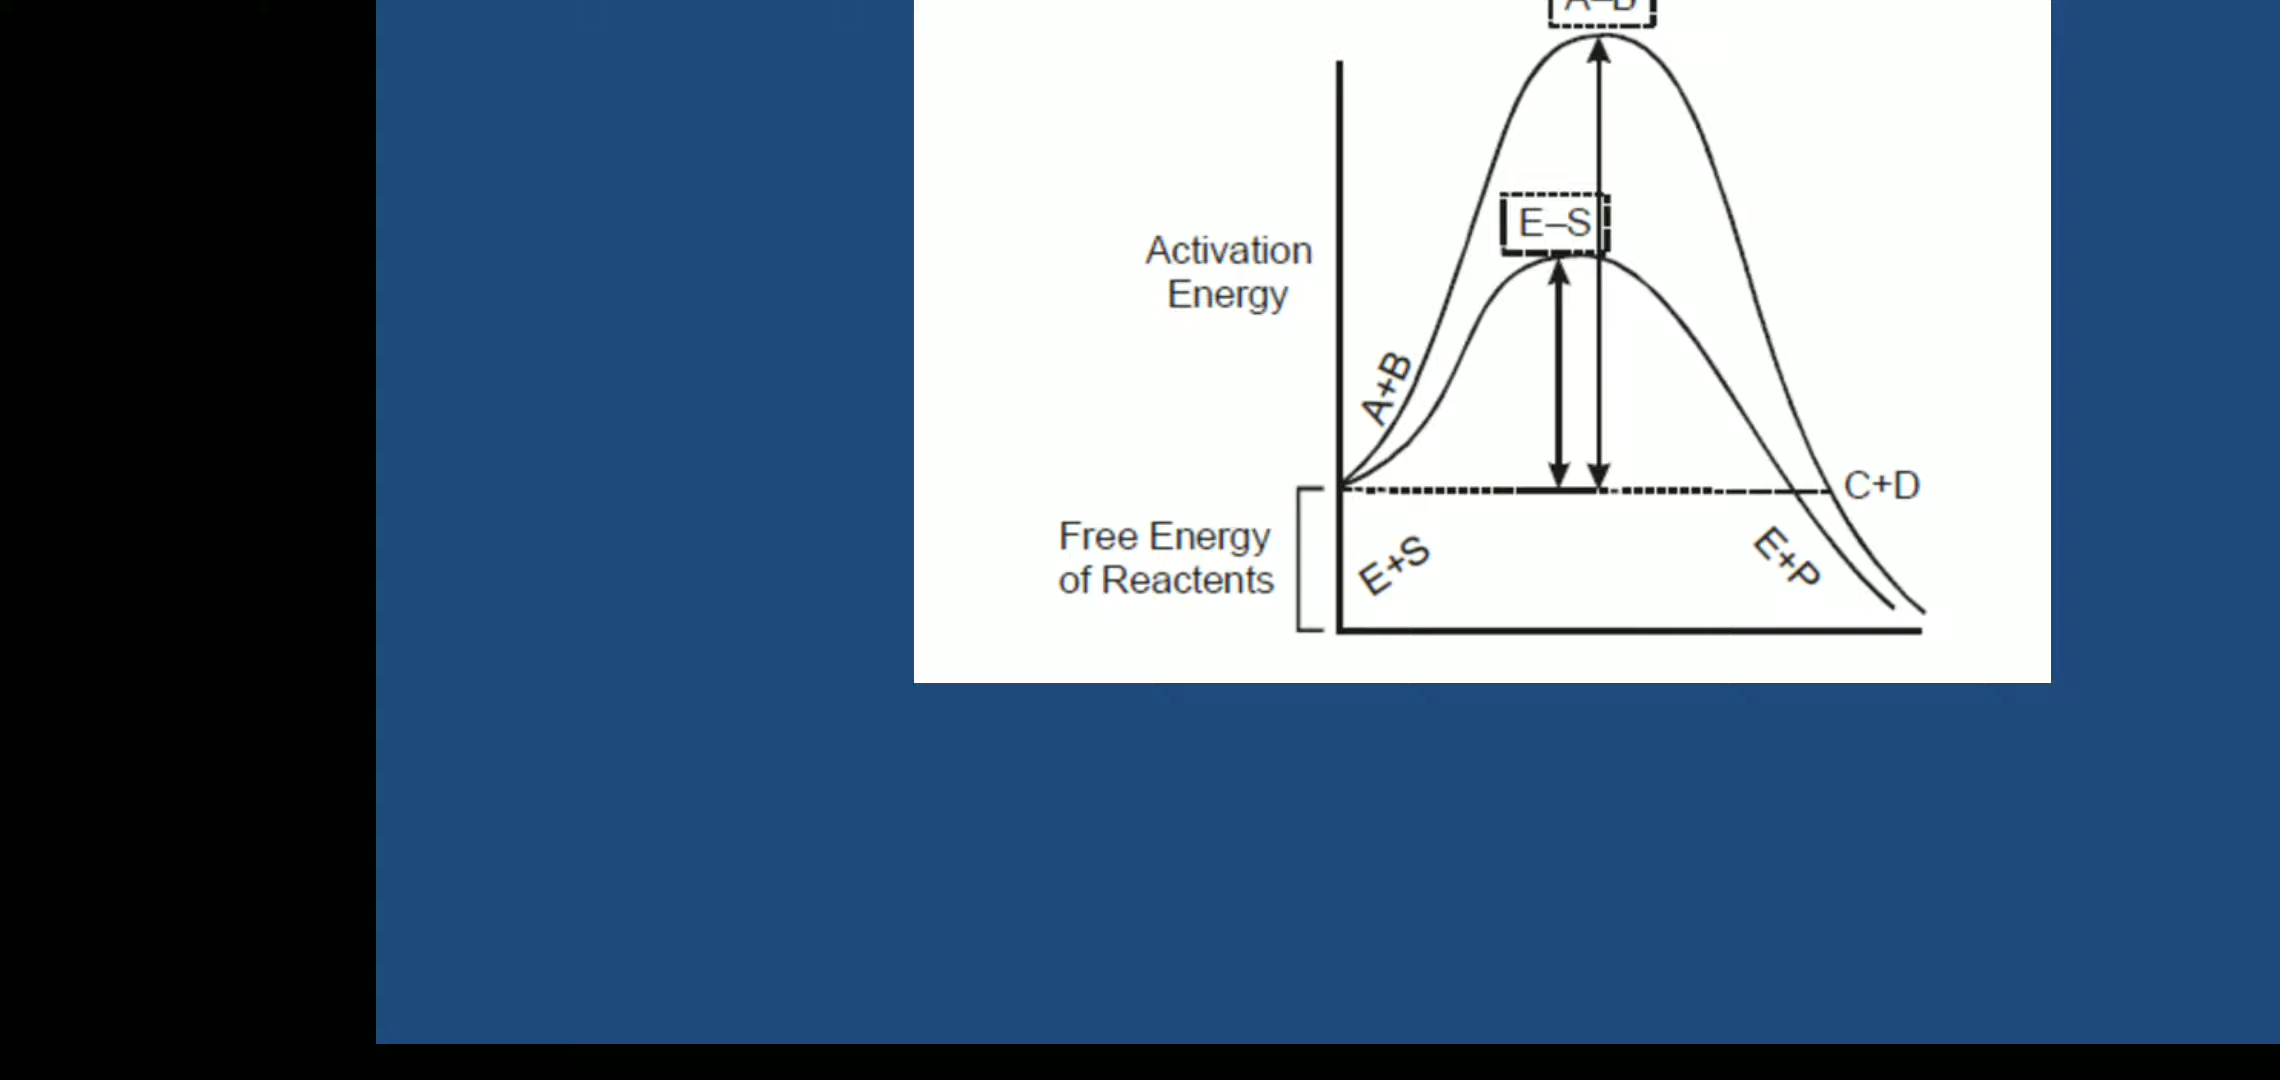 A–B
E–S
Activation
Energy
A+B
C+D
Free Energy
of Reactents
E+S
E+P